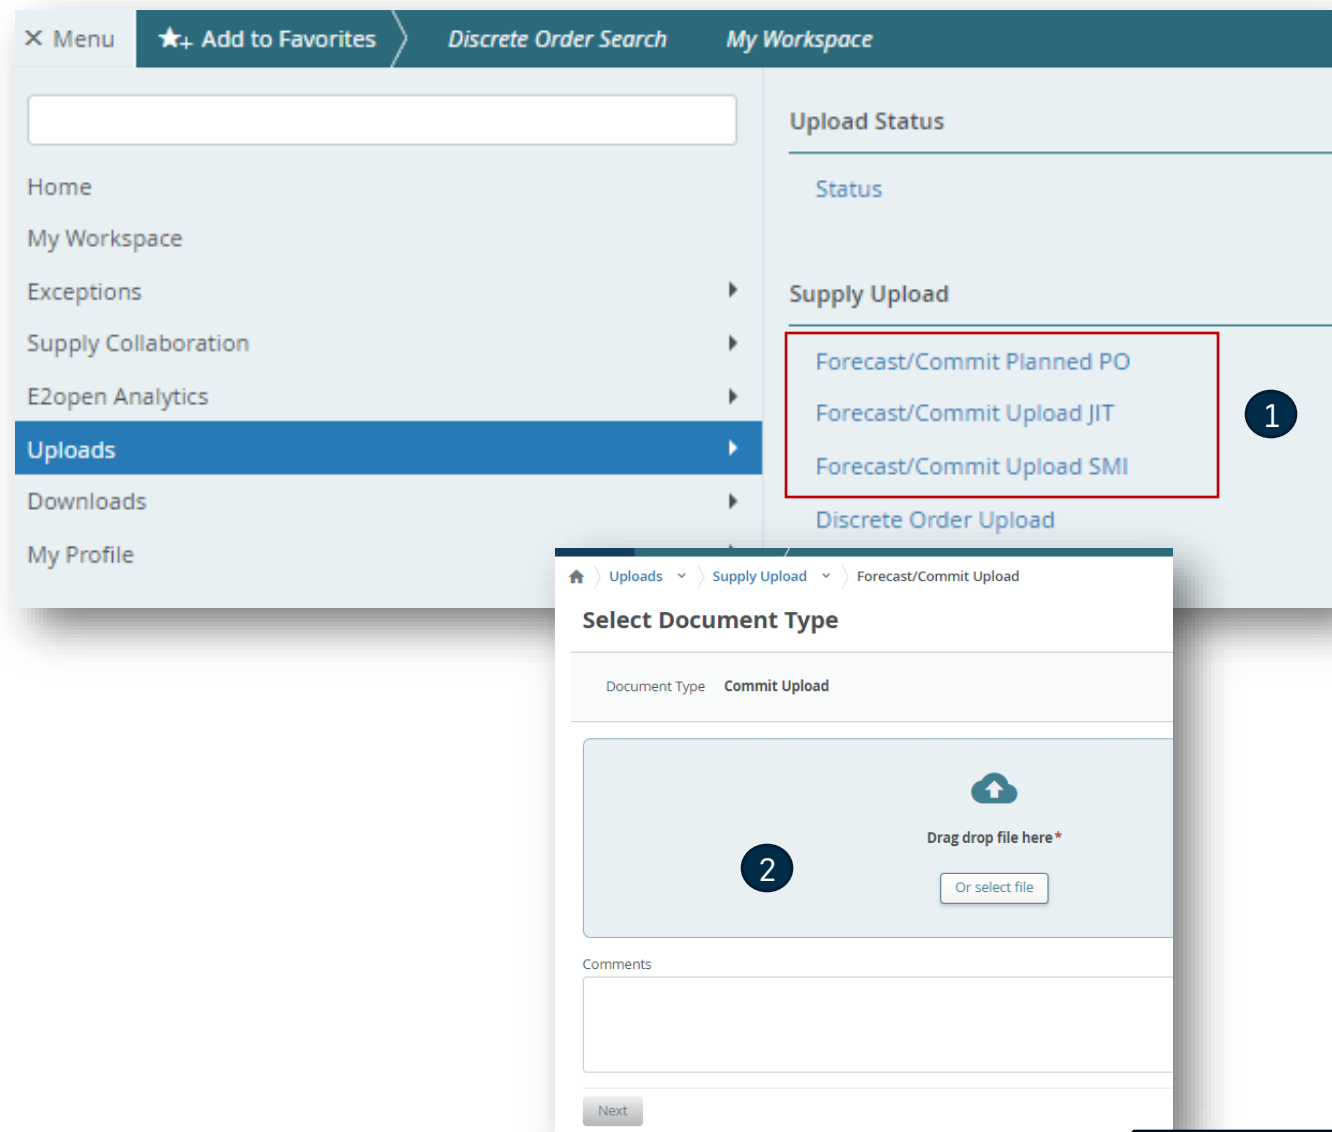 Menu
Add to Favorites
Discrete Order Search
My Workspace
Home
My Workspace
Exceptions
Supply Collaboration
E2open Analytics
Uploads
Downloads
My Profile
Upload Status
Status
Supply Upload
Forecast/Commit Planned PO
Forecast/Commit Upload JIT
Forecast/Commit Upload SMI
1
Discrete Order Upload
Uploads
Supply Upload
Forecast/Commit Upload
Select Document Type
Document Type Commit Upload
Drag drop file here*
2
Or select file
Comments
Next